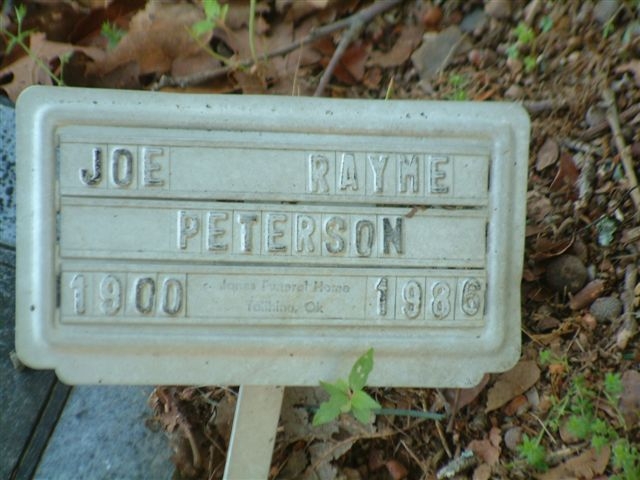 JOE RAYME
PETERSON
1900 Jones Funeral Home 1986
Talihina, Ok